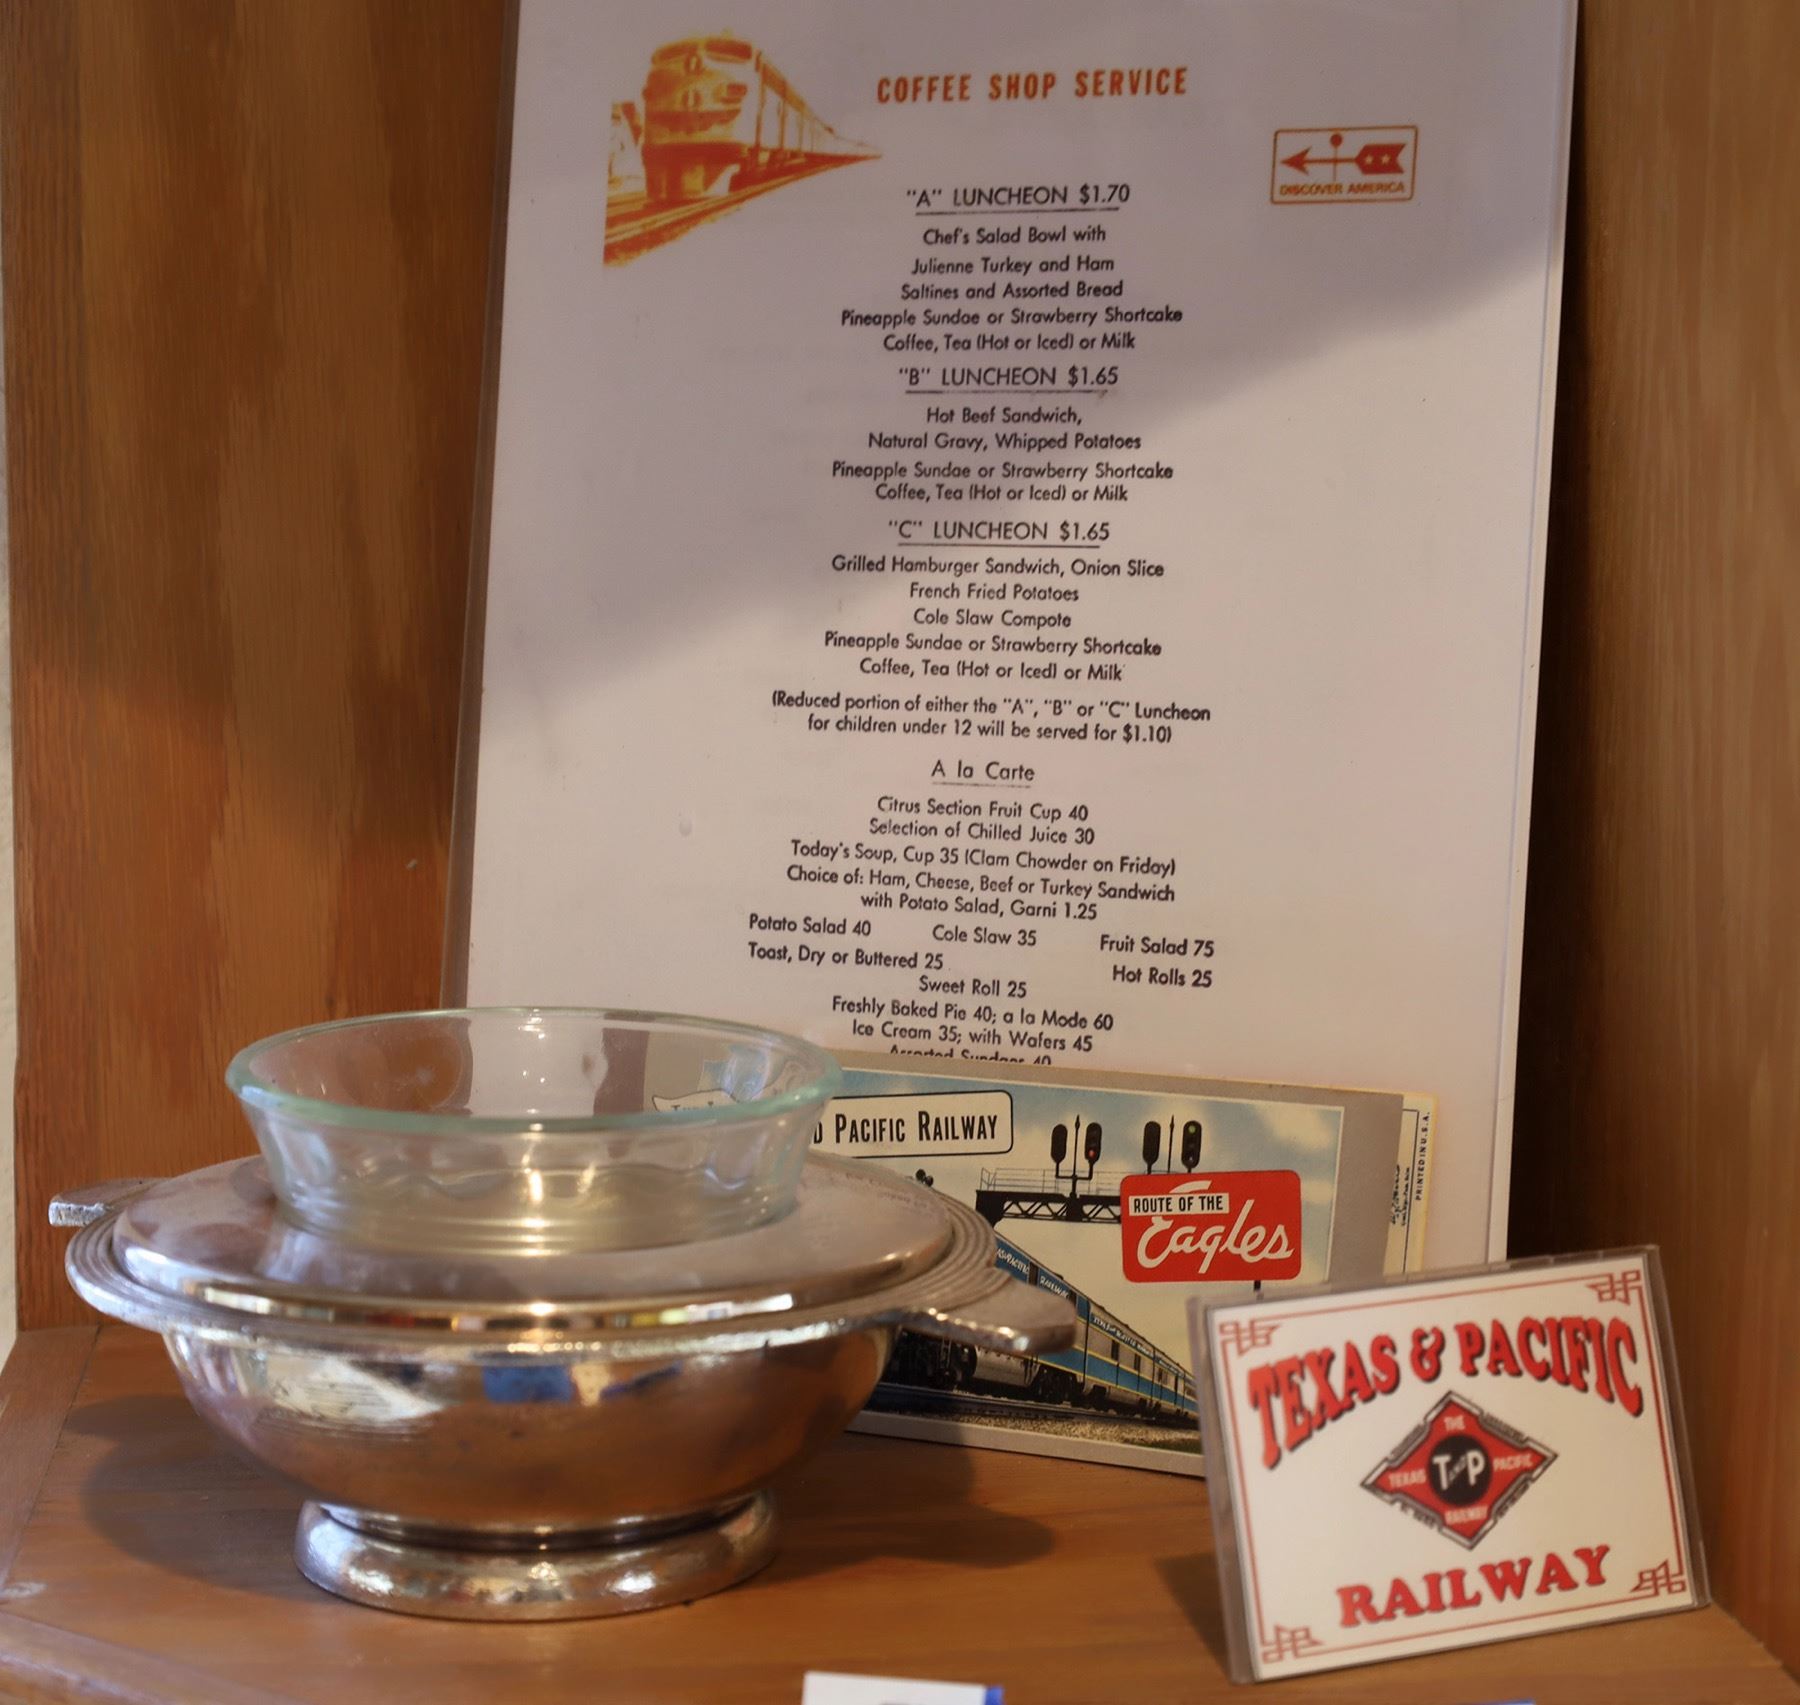 COFFEE SHOP SERVICE
DISCOVER AMERICA
"A" LUNCHEON $1.70
Chef's Salad Bowl with
Julienne Turkey and Ham
Saltines and Assorted Bread
Pineapple Sundae or Strawberry Shortcake
Coffee, Tea (Hot or Iced) or Milk
"B" LUNCHEON $1.65
Hot Beef Sandwich,
Natural Gravy, Whipped Potatoes
Pineapple Sundae or Strawberry Shortcake
Coffee, Tea (Hot or Iced) or Milk
"C" LUNCHEON $1.65
Grilled Hamburger Sandwich, Onion Slice
French Fried Potatoes
Cole Slaw Compote
Pineapple Sundae or Strawberry Shortcake
Coffee, Tea (Hot or Iced) or Milk
(Reduced portion of either the "A", "B" or "C" Luncheon
for children under 12 will be served for $1.10)
A la Carte
Citrus Section Fruit Cup 40
Selection of Chilled Juice 30
Today's Soup, Cup 35 (Clam Chowder on Friday)
Choice of: Ham, Cheese, Beef or Turkey Sandwich
with Potato Salad, Garni 1.25
Potato Salad 40 Cole Slaw 35 Fruit Salad 75
Toast, Dry or Buttered 25 Hot Rolls 25
Sweet Roll 25
Freshly Baked Pie 40; a la Mode 60
Ice Cream 35; with Wafers 45
Assorted Sundaes 40
D PACIFIC RAILWAY
ROUTE OF THE
Eagles
PRINTED IN U.S.A.
TEXAS & PACIFIC
THE
TEXAS T AND P PACIFIC
RAILWAY
RAILWAY